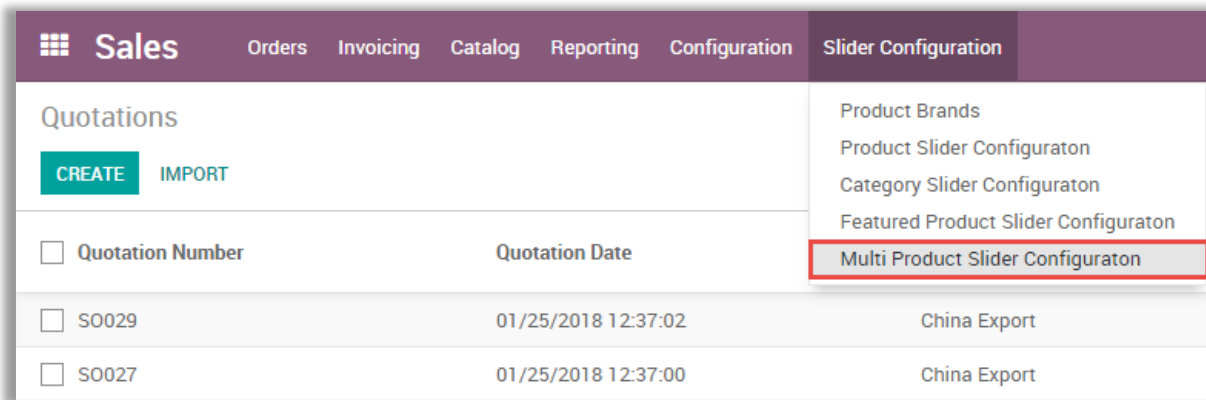 Sales Orders Invoicing Catalog Reporting Configuration Slider Configuration
Quotations
CREATE IMPORT
Product Brands
Product Slider Configuraton
Category Slider Configuraton
Featured Product Slider Configuraton
Multi Product Slider Configuraton
Quotation Number Quotation Date
SO029 01/25/2018 12:37:02 China Export
SO027 01/25/2018 12:37:00 China Export